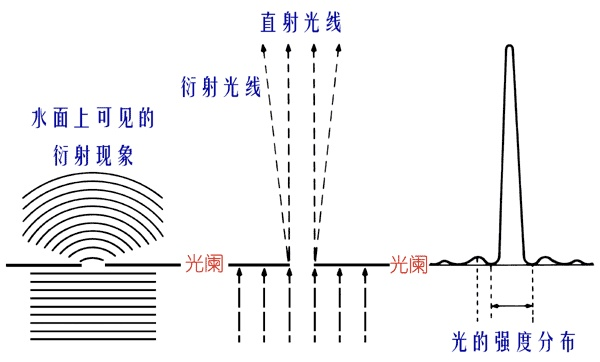 直射光线
衍射光线
水面上可见的
衍射现象
光阑
光阑
光的强度分布